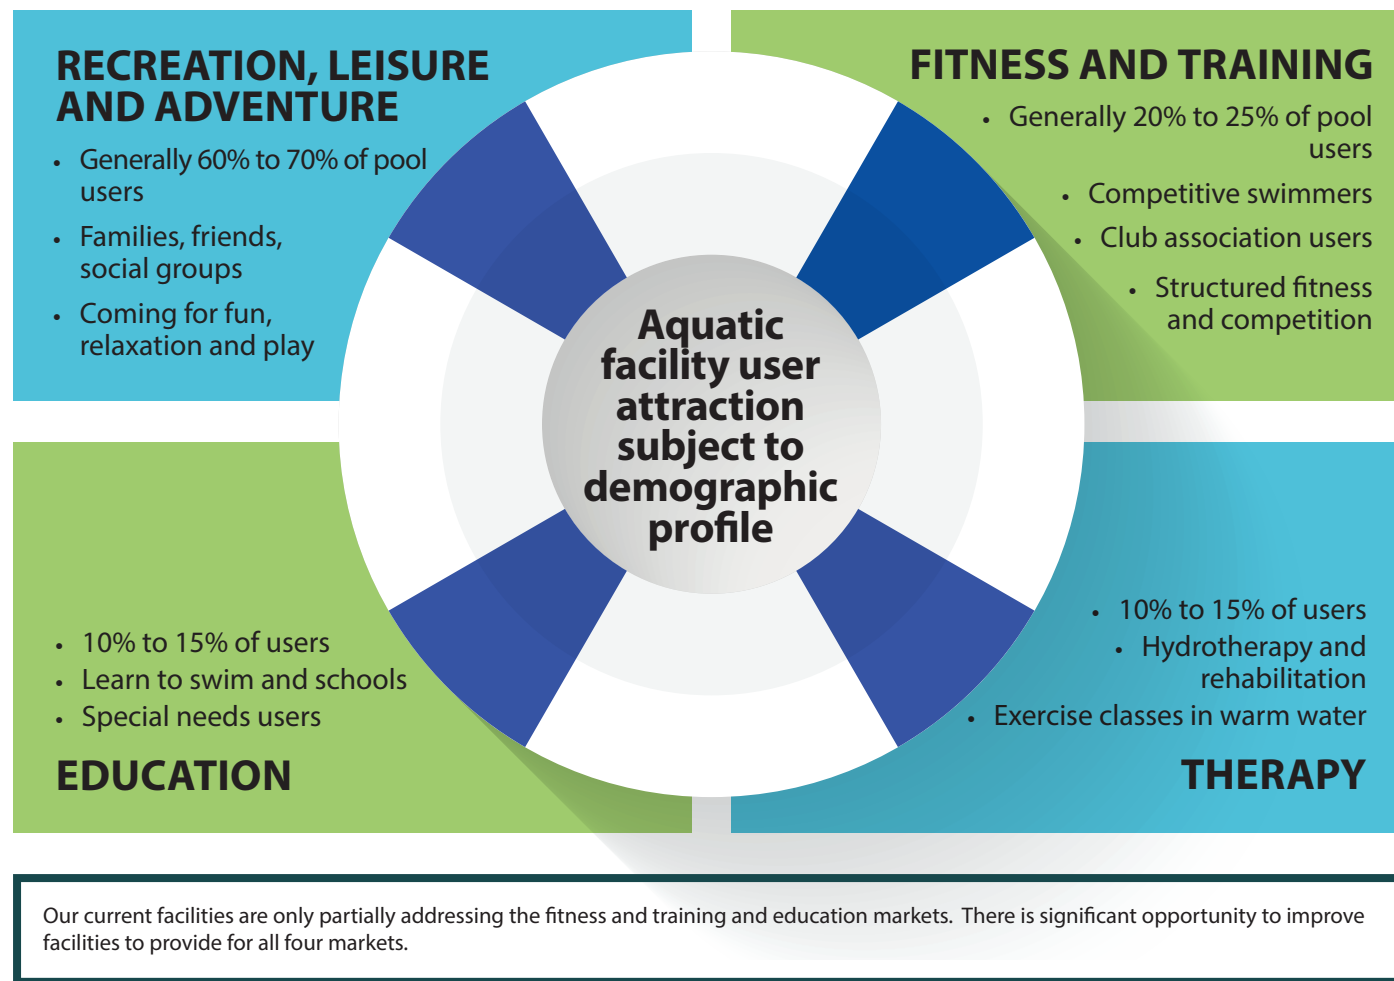 RECREATION, LEISURE
AND ADVENTURE
• Generally 60% to 70% of pool
users
• Families, friends,
social groups
• Coming for fun,
relaxation and play
FITNESS AND TRAINING
• Generally 20% to 25% of pool
users
• Competitive swimmers
• Club association users
• Structured fitness
and competition
Aquatic
facility user
attraction
subject to
demographic
profile
• 10% to 15% of users
• Learn to swim and schools
• Special needs users
EDUCATION
• 10% to 15% of users
• Hydrotherapy and
rehabilitation
• Exercise classes in warm water
THERAPY
Our current facilities are only partially addressing the fitness and training and education markets.  There is significant opportunity to improve
facilities to provide for all four markets.